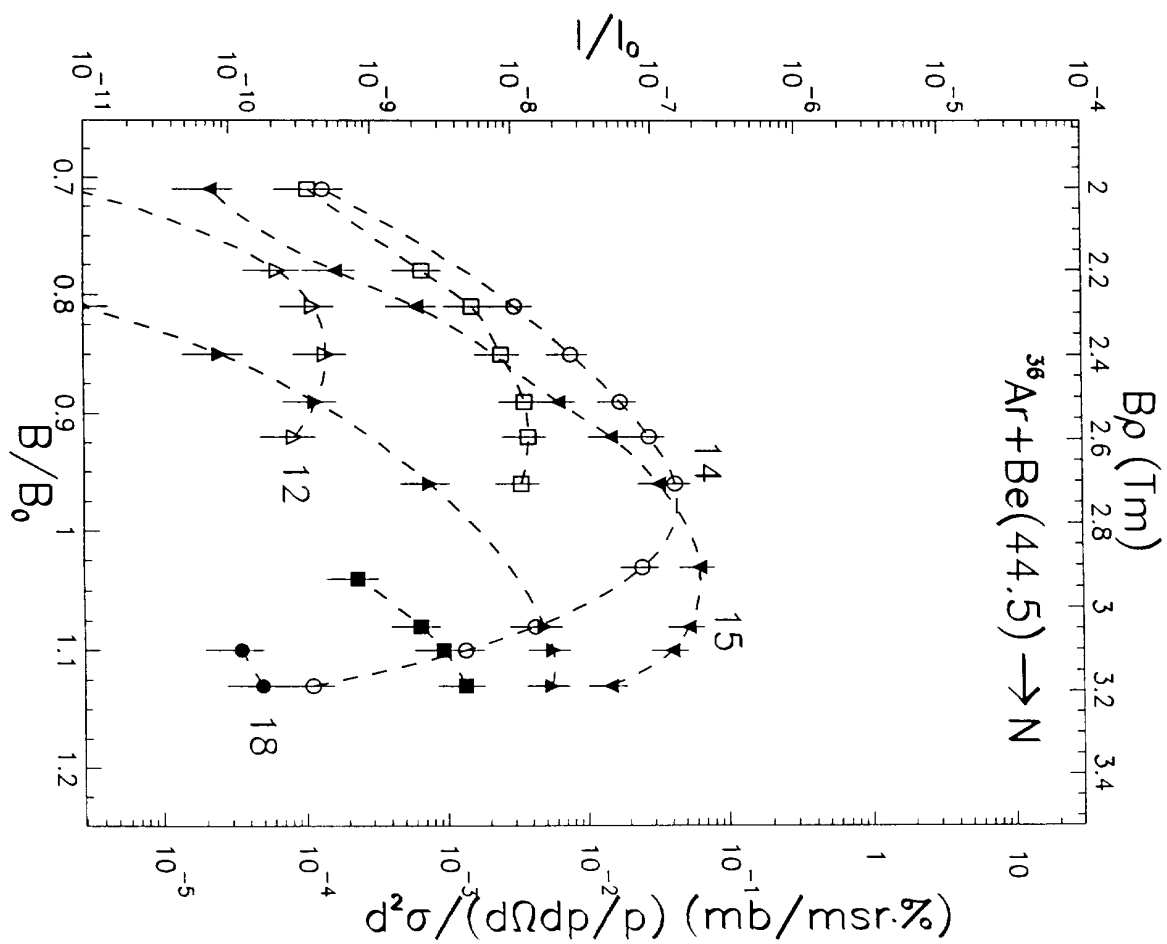 Bρ (Tm)
2 2.2 2.4 2.6 2.8 3 3.2 3.4
I/I₀
10⁻¹¹ 10⁻¹⁰ 10⁻⁹ 10⁻⁸ 10⁻⁷ 10⁻⁶ 10⁻⁵ 10⁻⁴
³⁶Ar+Be(44.5) → N
14
15
12
18
d²σ/(dΩdp/p) (mb/msr.%)
10⁻⁵ 10⁻⁴ 10⁻³ 10⁻² 10⁻¹ 1 10
0.7 0.8 0.9 1 1.1 1.2
B/B₀